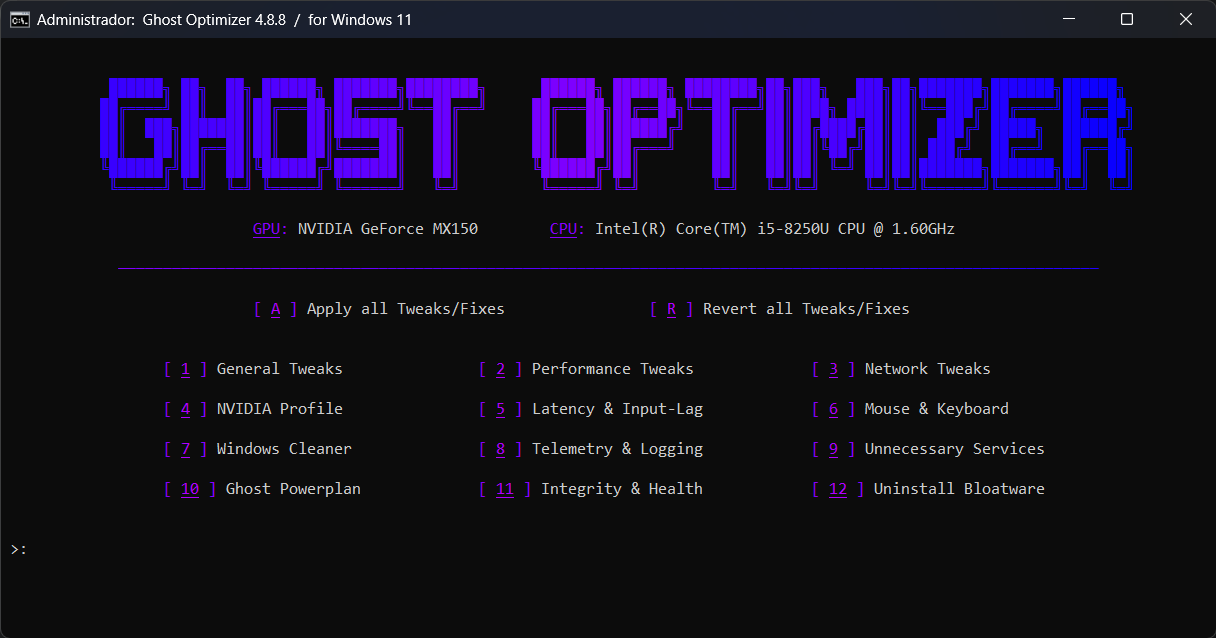 Administrador: Ghost Optimizer 4.8.8 / for Windows 11
GHOST OPTIMIZER
GPU: NVIDIA GeForce MX150 CPU: Intel(R) Core(TM) i5-8250U CPU @ 1.60GHz
[ A ] Apply all Tweaks/Fixes [ R ] Revert all Tweaks/Fixes
[ 1 ] General Tweaks [ 2 ] Performance Tweaks [ 3 ] Network Tweaks
[ 4 ] NVIDIA Profile [ 5 ] Latency & Input-Lag [ 6 ] Mouse & Keyboard
[ 7 ] Windows Cleaner [ 8 ] Telemetry & Logging [ 9 ] Unnecessary Services
[ 10 ] Ghost Powerplan [ 11 ] Integrity & Health [ 12 ] Uninstall Bloatware
>: